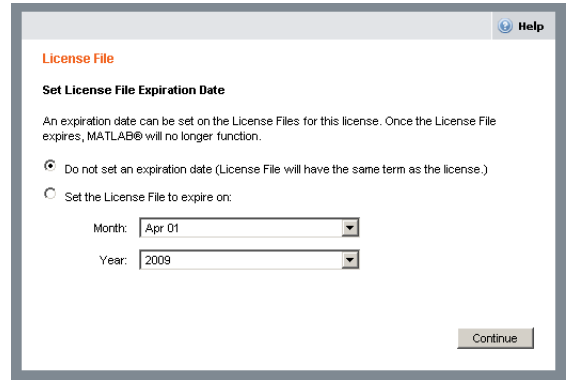 Help
License File
Set License File Expiration Date
An expiration date can be set on the License Files for this license. Once the License File
expires, MATLAB® will no longer function.
Do not set an expiration date (License File will have the same term as the license.)
Set the License File to expire on:
Month: Apr 01
Year: 2009
Continue